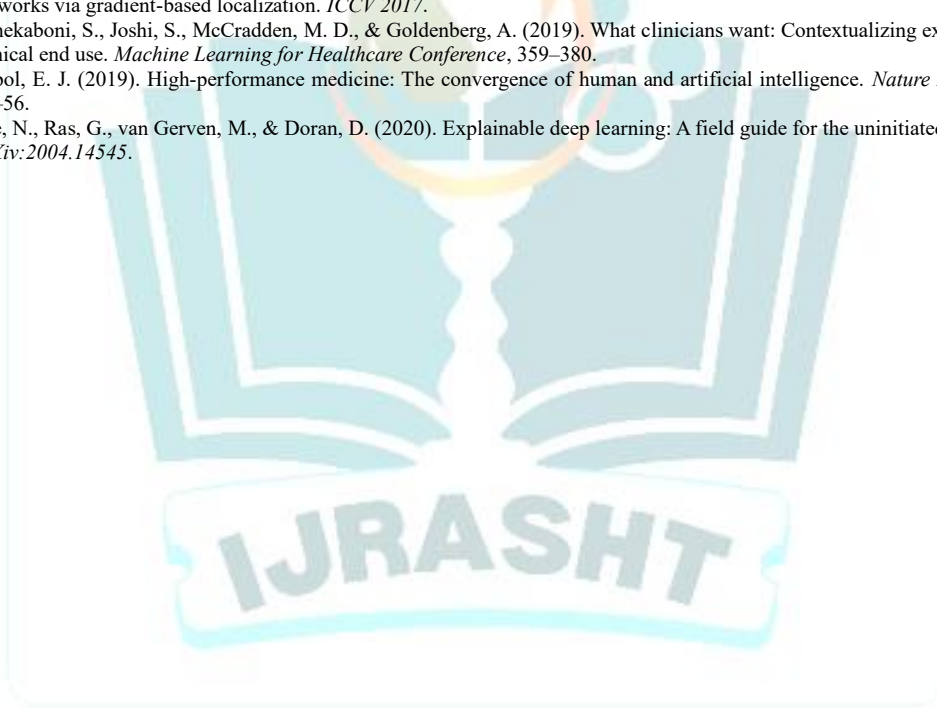 works via gradient-based localization. ICCV 2017.
nekaboni, S., Joshi, S., McCradden, M. D., & Goldenberg, A. (2019). What clinicians want: Contextualizing ex
nical end use. Machine Learning for Healthcare Conference, 359–380.
pol, E. J. (2019). High-performance medicine: The convergence of human and artificial intelligence. Nature
–56.
e, N., Ras, G., van Gerven, M., & Doran, D. (2020). Explainable deep learning: A field guide for the uninitiated
Xiv:2004.14545.
IJRASHT